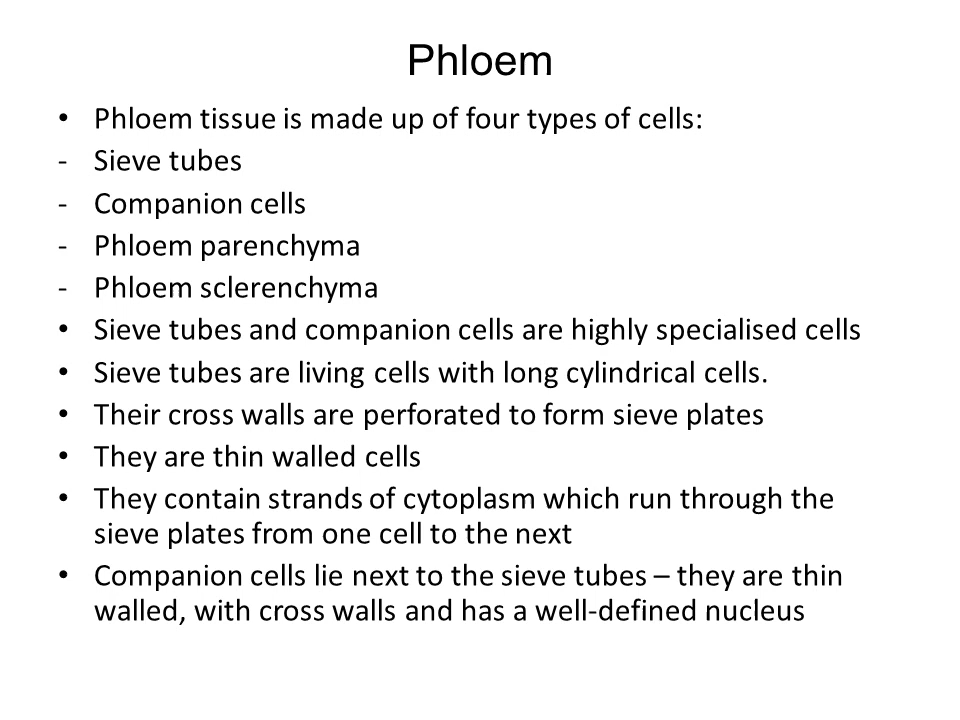 Phloem
• Phloem tissue is made up of four types of cells:
- Sieve tubes
- Companion cells
- Phloem parenchyma
- Phloem sclerenchyma
• Sieve tubes and companion cells are highly specialised cells
• Sieve tubes are living cells with long cylindrical cells.
• Their cross walls are perforated to form sieve plates
• They are thin walled cells
• They contain strands of cytoplasm which run through the
sieve plates from one cell to the next
• Companion cells lie next to the sieve tubes – they are thin
walled, with cross walls and has a well-defined nucleus